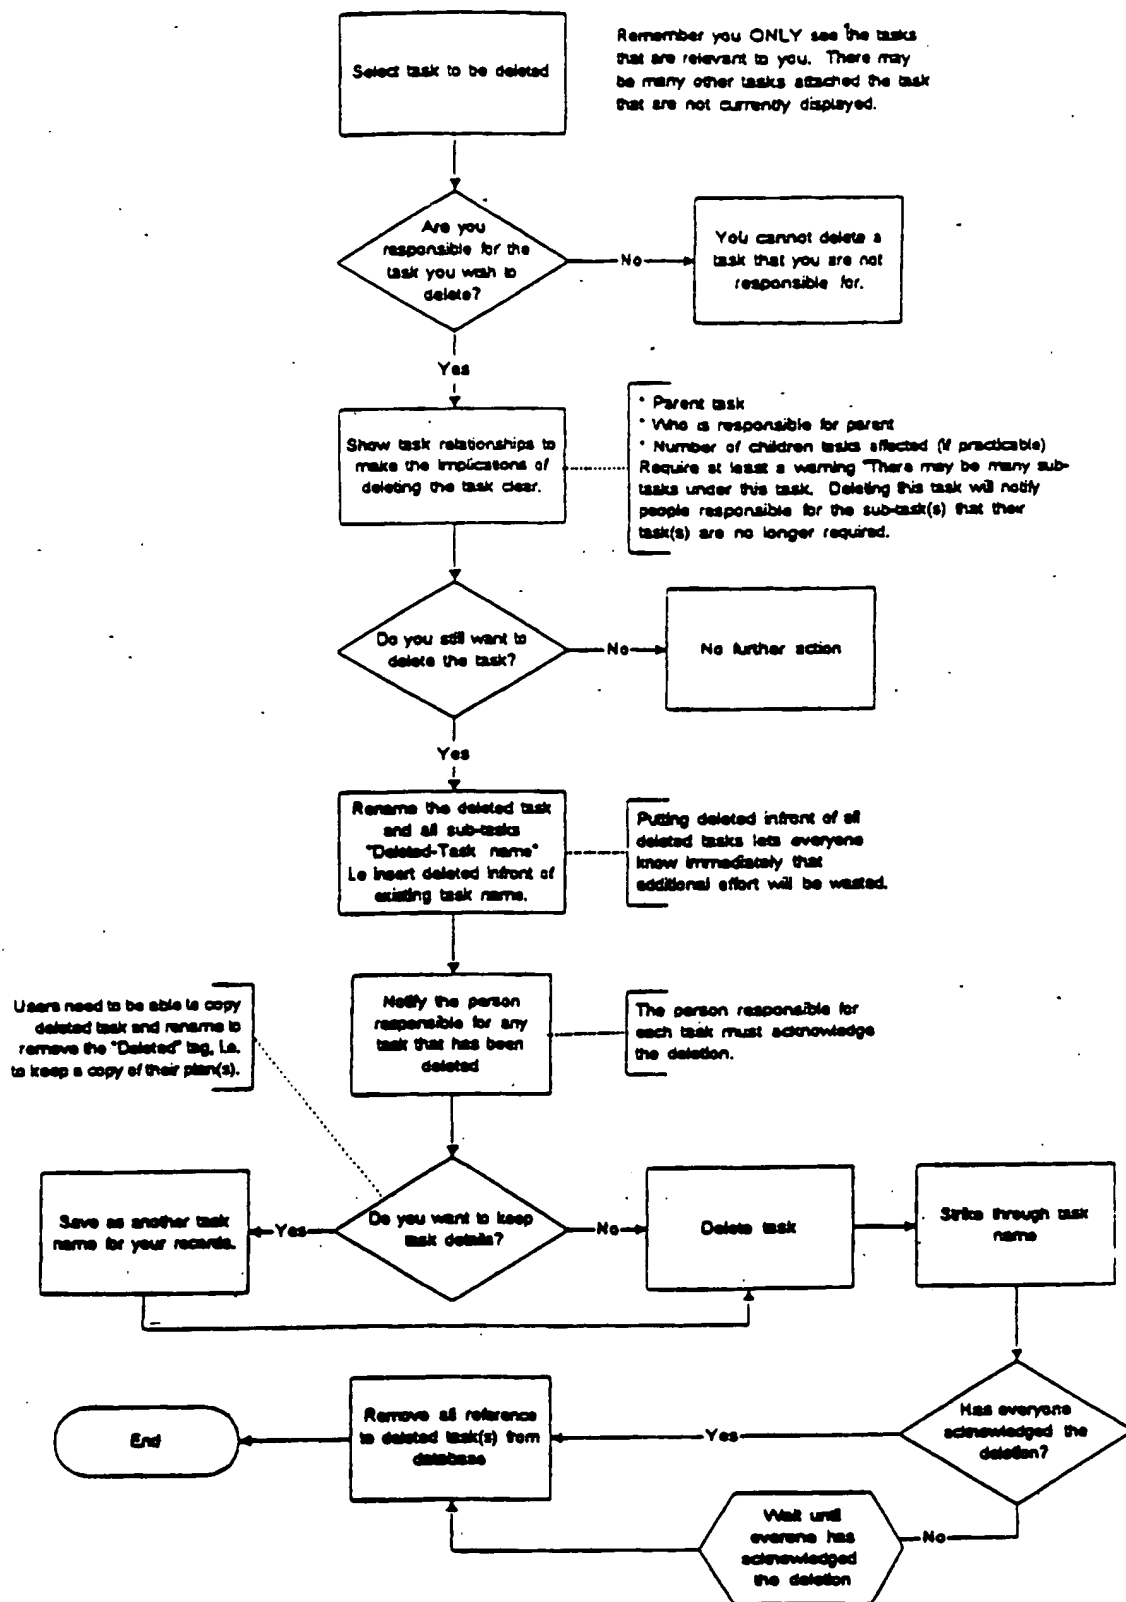 Select task to be deleted
Remember you ONLY see the tasks
that are relevant to you. There may
be many other tasks attached the task
that are not currently displayed.
Are you
responsible for the
task you wish to
delete?
No
You cannot delete a
task that you are not
responsible for.
Yes
Show task relationships to
make the implications of
deleting the task clear.
* Parent task
* Who is responsible for parent
* Number of children tasks affected (if practicable)
Require at least a warning "There may be many sub-
tasks under this task. Deleting this task will notify
people responsible for the sub-task(s) that their
task(s) are no longer required.
Do you still want to
delete the task?
No
No further action
Yes
Rename the deleted task
and all sub-tasks
"Deleted-Task name"
i.e insert deleted infront of
existing task name.
Putting deleted infront of all
deleted tasks lets everyone
know immediately that
additional effort will be wasted.
Notify the person
responsible for any
task that has been
deleted
The person responsible for
each task must acknowledge
the deletion.
Users need to be able to copy
deleted task and rename to
remove the "Deleted" tag, i.e.
to keep a copy of their plan(s).
Save as another task
name for your records.
Yes
Do you want to keep
task details?
No
Delete task
Strike through task
name
Has everyone
acknowledged the
deletion?
Yes
Remove all reference
to deleted task(s) from
database
End
No
Wait until
everone has
acknowledged
the deletion